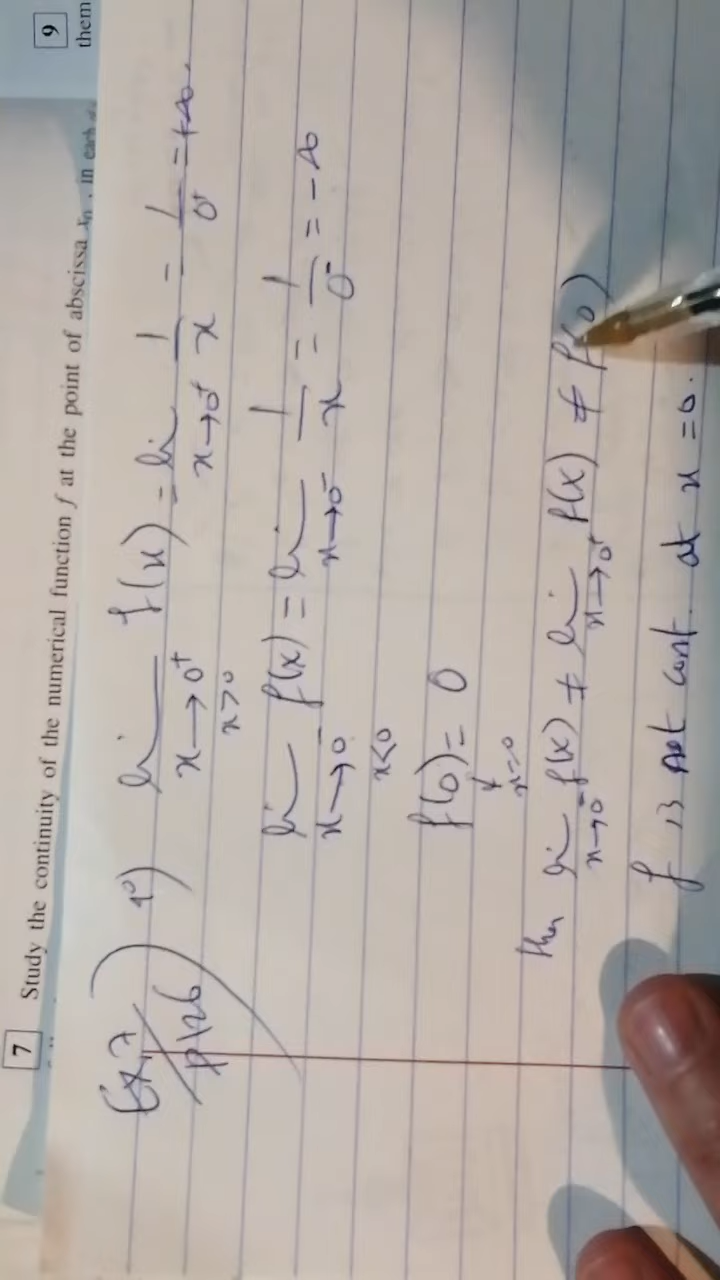 9
them
7 Study the continuity of the numerical function f at the point of abscissa x₀, in each
Ex7/p126 1°) lim x→0⁺ x>0 f(x) = lim x→0⁺ 1/x = 1/0⁺ = +∞.
lim x→0⁻ x<0 f(x) = lim x→0⁻ 1/x = 1/0⁻ = -∞
f(0) = 0
↓
x=0
then lim x→0⁻ f(x) ≠ lim x→0⁺ f(x) ≠ f(0)
f is not cont. at x = 0.